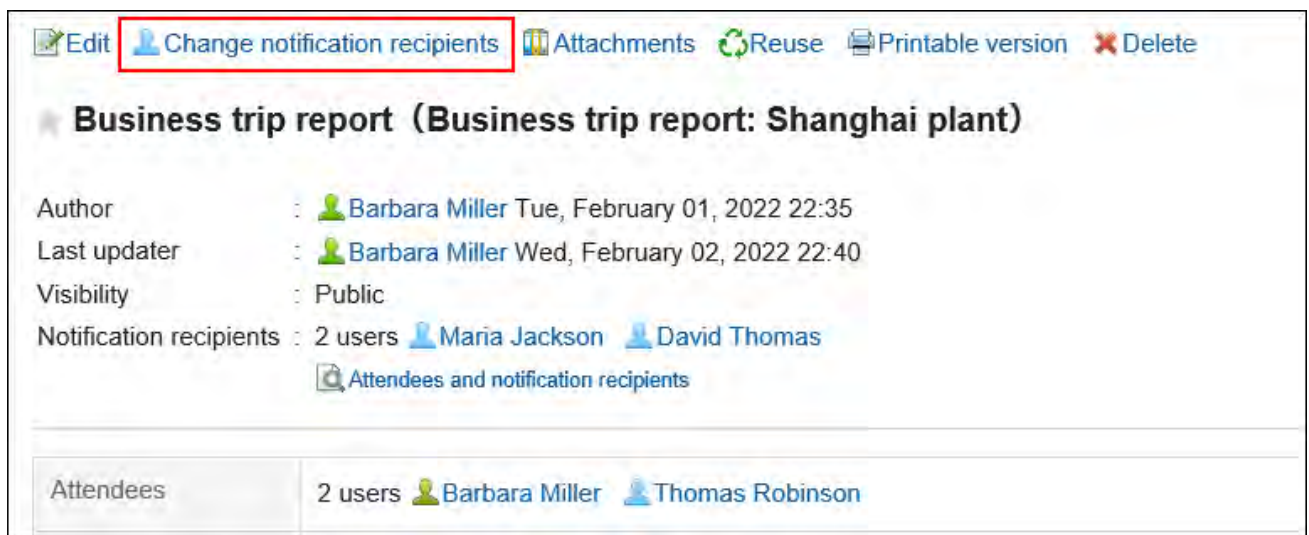 Edit Change notification recipients Attachments Reuse Printable version Delete
Business trip report（Business trip report: Shanghai plant）
Author : Barbara Miller Tue, February 01, 2022 22:35
Last updater : Barbara Miller Wed, February 02, 2022 22:40
Visibility : Public
Notification recipients : 2 users Maria Jackson David Thomas
Attendees and notification recipients
Attendees 2 users Barbara Miller Thomas Robinson